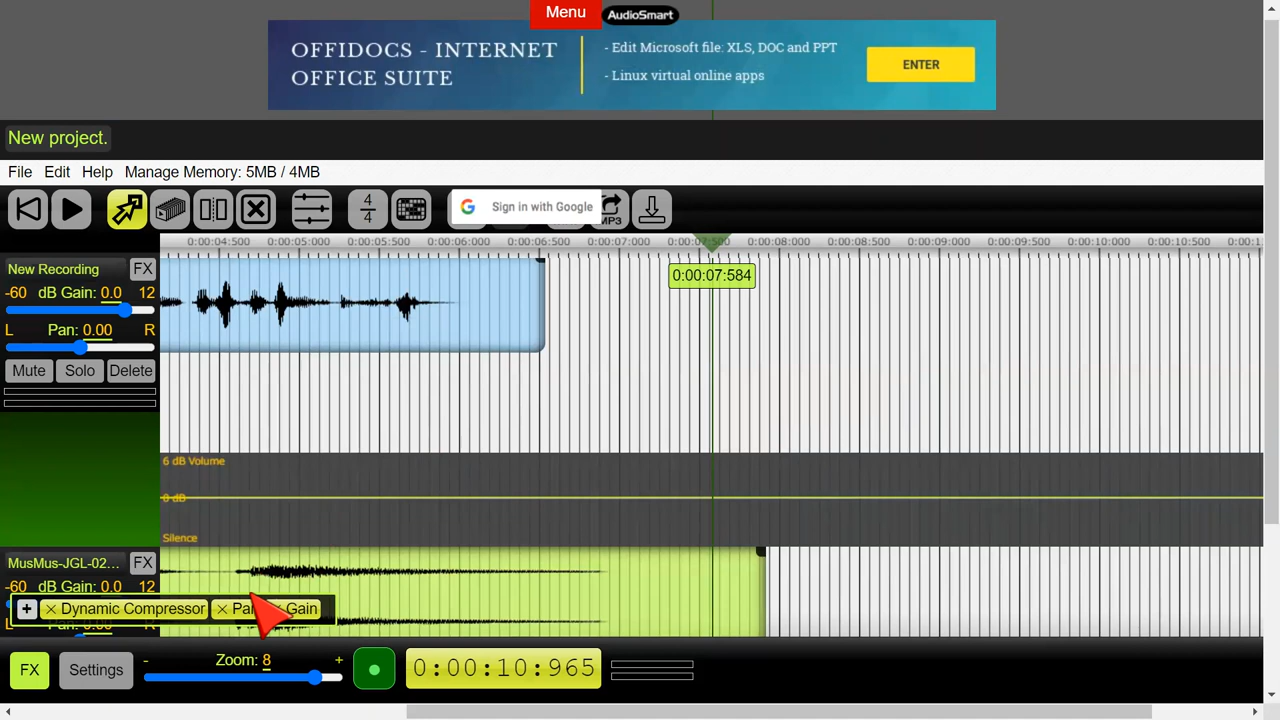 Menu
AudioSmart
OFFIDOCS - INTERNET
OFFICE SUITE
- Edit Microsoft file: XLS, DOC and PPT
- Linux virtual online apps
ENTER
New project.
File Edit Help Manage Memory: 5MB / 4MB
4
4
Sign in with Google
MP3
0:00:04:500 0:00:05:000 0:00:05:500 0:00:06:000 0:00:06:500 0:00:07:000 0:00:07:500 0:00:08:000 0:00:08:500 0:00:09:000 0:00:09:500 0:00:10:000 0:00:10:500
New Recording FX
0:00:07:584
-60 dB Gain: 0.0 12
L Pan: 0.00 R
Mute Solo Delete
6 dB Volume
0 dB
Silence
MusMus-JGL-02... FX
-60 dB Gain: 0.0 12
+ × Dynamic Compressor × Gain
FX Settings - Zoom: 8 + 0:00:10:965